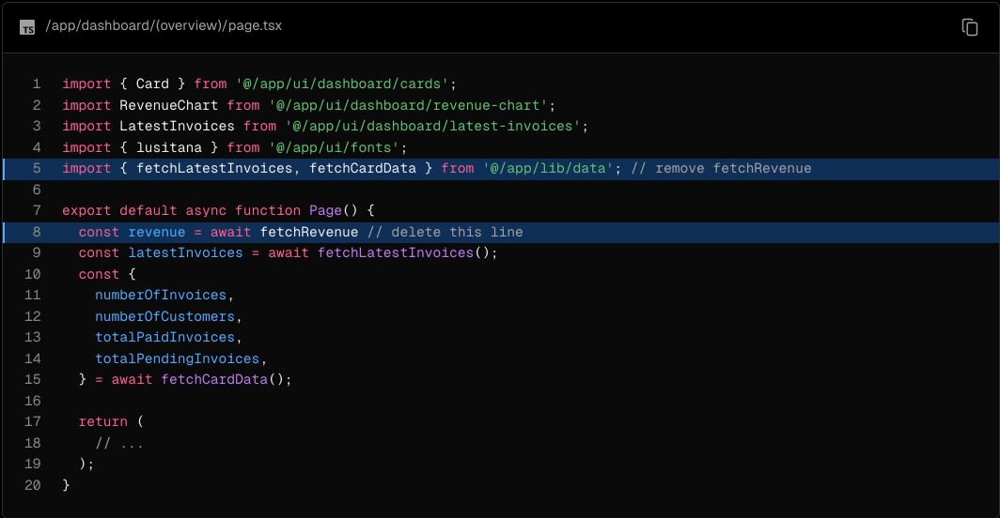 TS /app/dashboard/(overview)/page.tsx
1 import { Card } from '@/app/ui/dashboard/cards';
2 import RevenueChart from '@/app/ui/dashboard/revenue-chart';
3 import LatestInvoices from '@/app/ui/dashboard/latest-invoices';
4 import { lusitana } from '@/app/ui/fonts';
5 import { fetchLatestInvoices, fetchCardData } from '@/app/lib/data'; // remove fetchRevenue
6
7 export default async function Page() {
8   const revenue = await fetchRevenue // delete this line
9   const latestInvoices = await fetchLatestInvoices();
10   const {
11     numberOfInvoices,
12     numberOfCustomers,
13     totalPaidInvoices,
14     totalPendingInvoices,
15   } = await fetchCardData();
16
17   return (
18     // ...
19   );
20 }